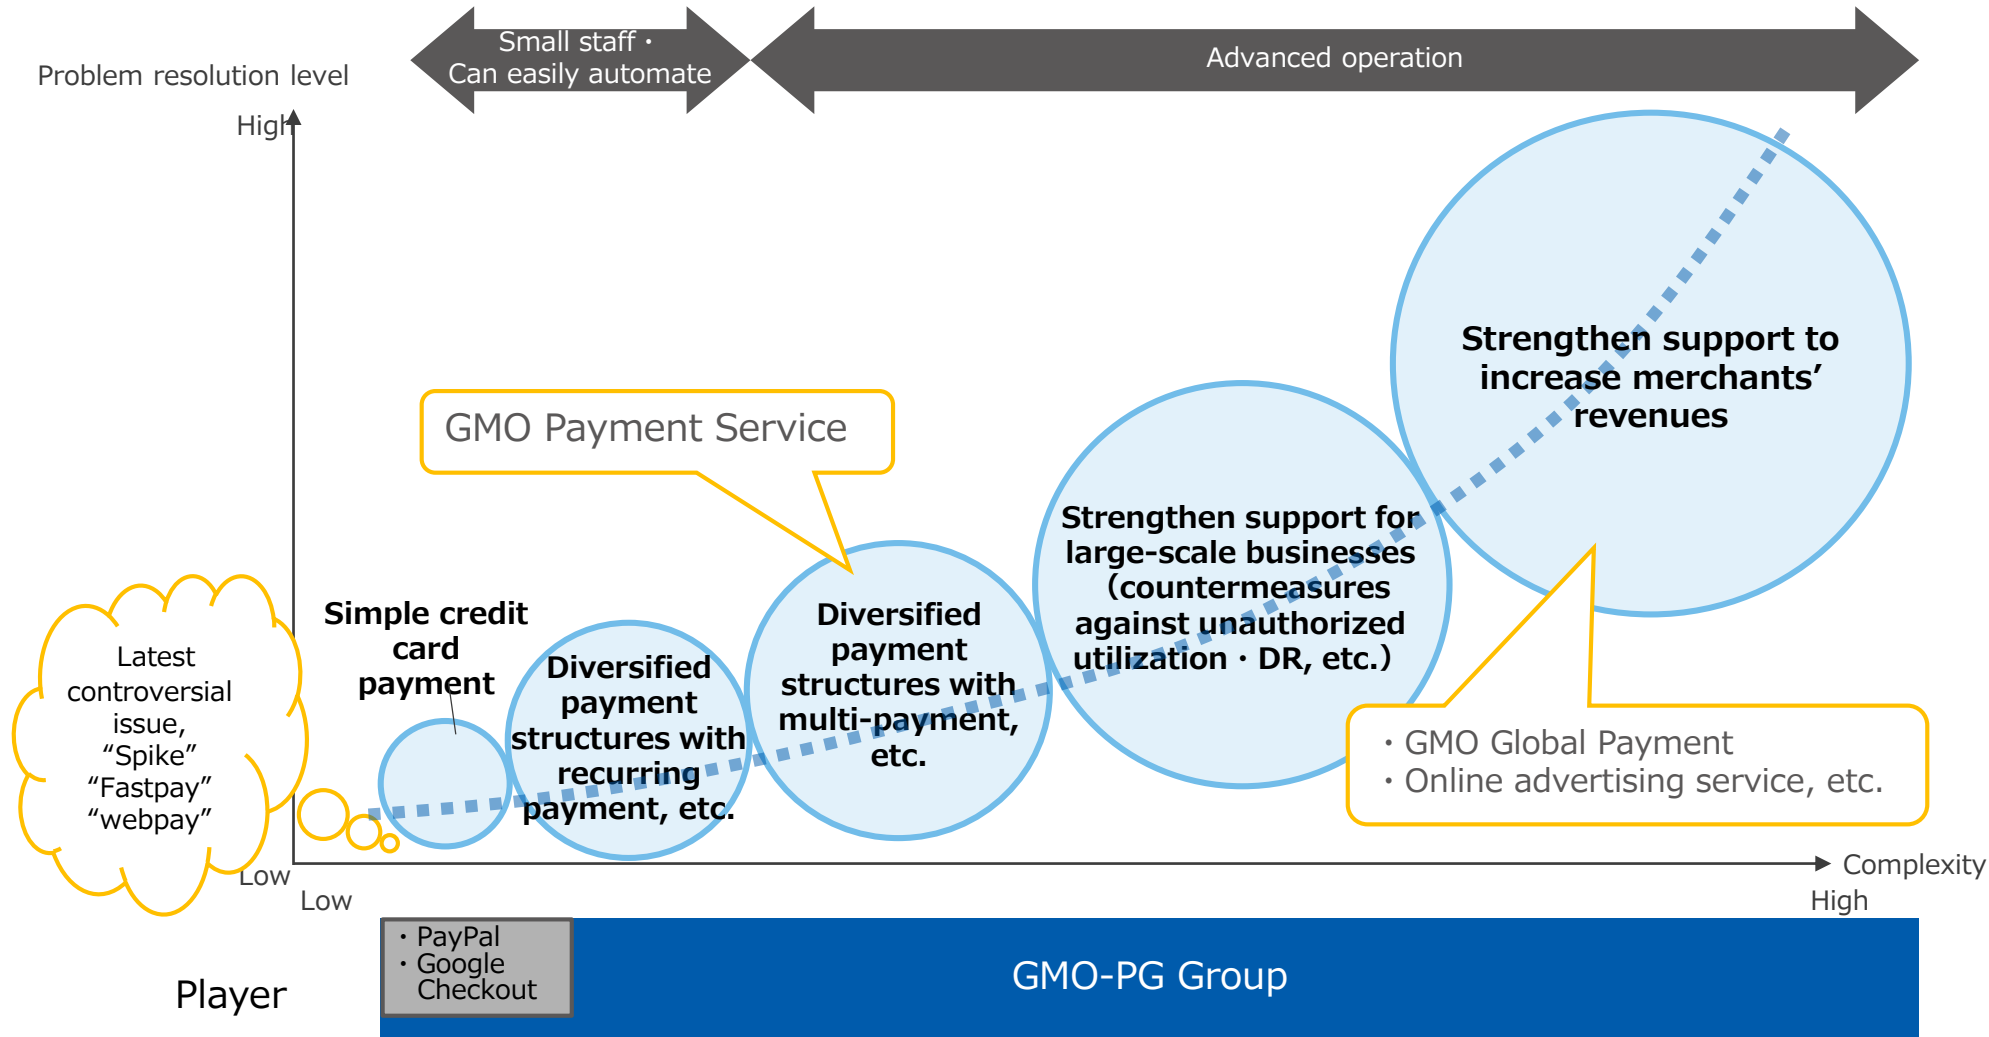 Small staff・
Can easily automate
Advanced operation
Problem resolution level
High
Strengthen support to
increase merchants’
revenues
GMO Payment Service
Strengthen support for
large-scale businesses
(countermeasures
against unauthorized
utilization・DR, etc.)
Simple credit
card
payment
Diversified
payment
structures with
multi-payment,
etc.
Diversified
payment
structures with
recurring
payment, etc.
Latest
controversial
issue,
“Spike”
“Fastpay”
“webpay”
・GMO Global Payment
・Online advertising service, etc.
Low
Low
Complexity
High
・PayPal
・Google
Checkout
GMO-PG Group
Player